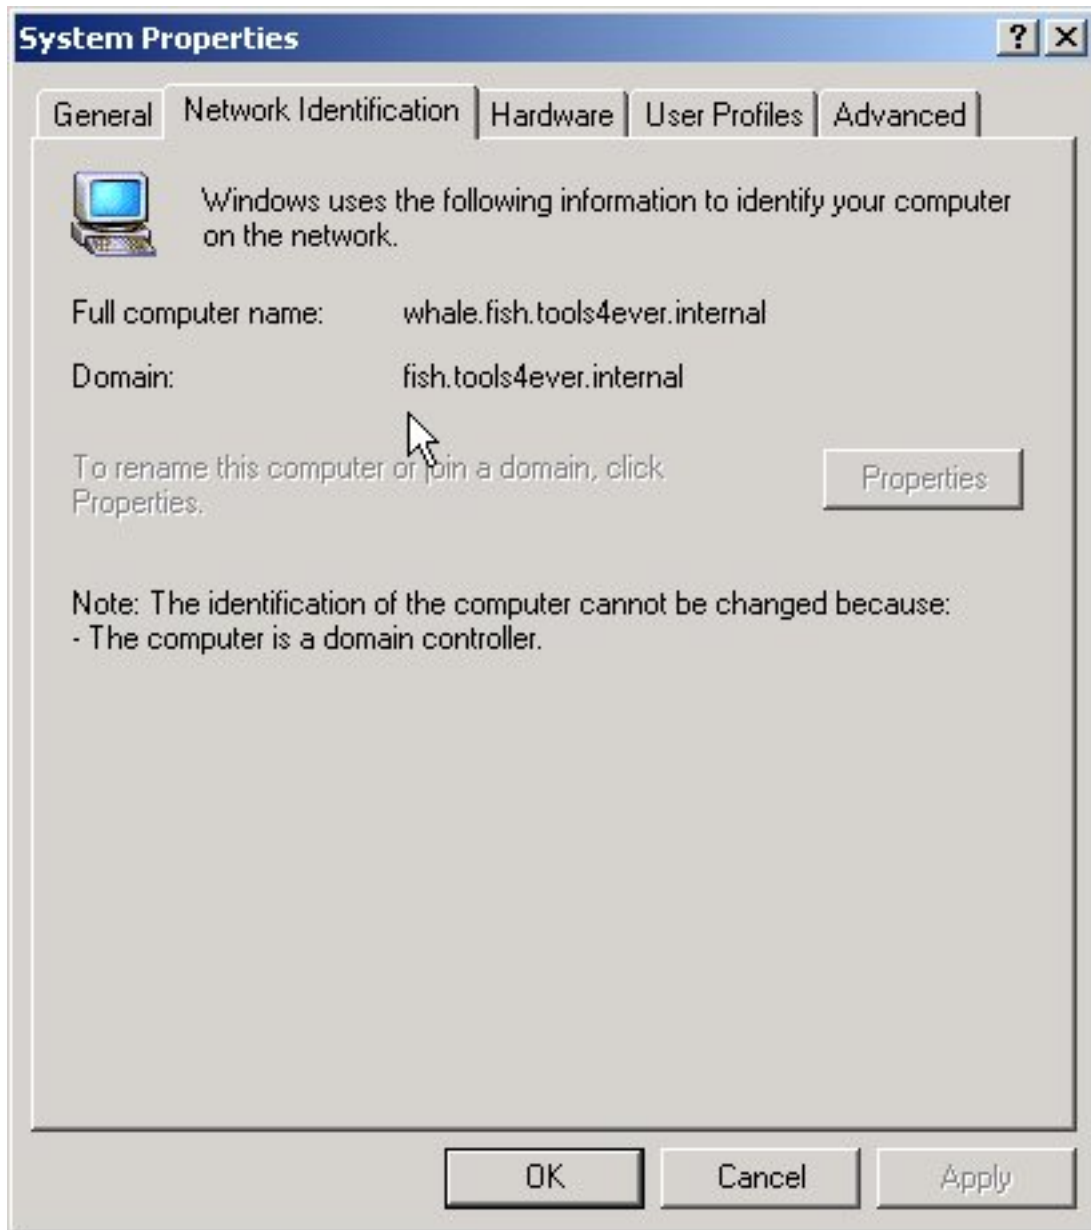 System Properties
General
Network Identification
Hardware
User Profiles
Advanced
Windows uses the following information to identify your computer
on the network.
Full computer name: whale.fish.tools4ever.internal
Domain: fish.tools4ever.internal
To rename this computer or join a domain, click
Properties.
Properties
Note: The identification of the computer cannot be changed because:
- The computer is a domain controller.
OK
Cancel
Apply